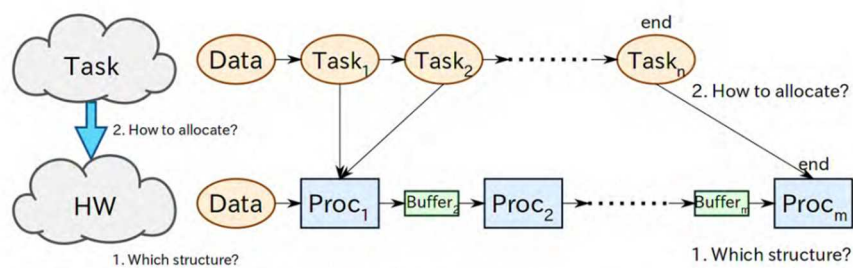 end
Task
Data
Task1
Task2
Taskn
2. How to allocate?
2. How to allocate?
end
HW
Data
Proc1
Buffer2
Proc2
Bufferm
Procm
1. Which structure?
1. Which structure?